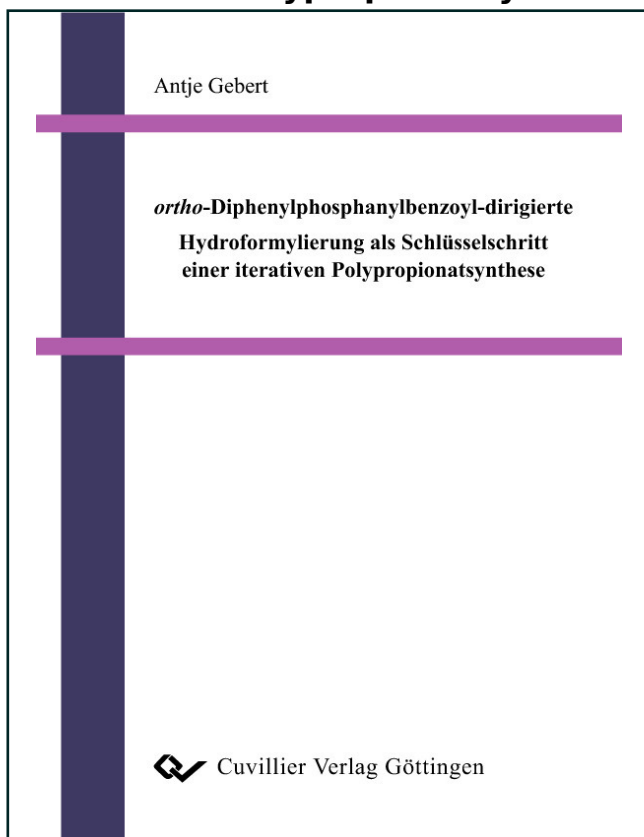 Antje Gebert
ortho-Diphenylphosphanylbenzoyl-dirigierte
Hydroformylierung als Schlüsselschritt
einer iterativen Polypropionatsynthese
Cuvillier Verlag Göttingen